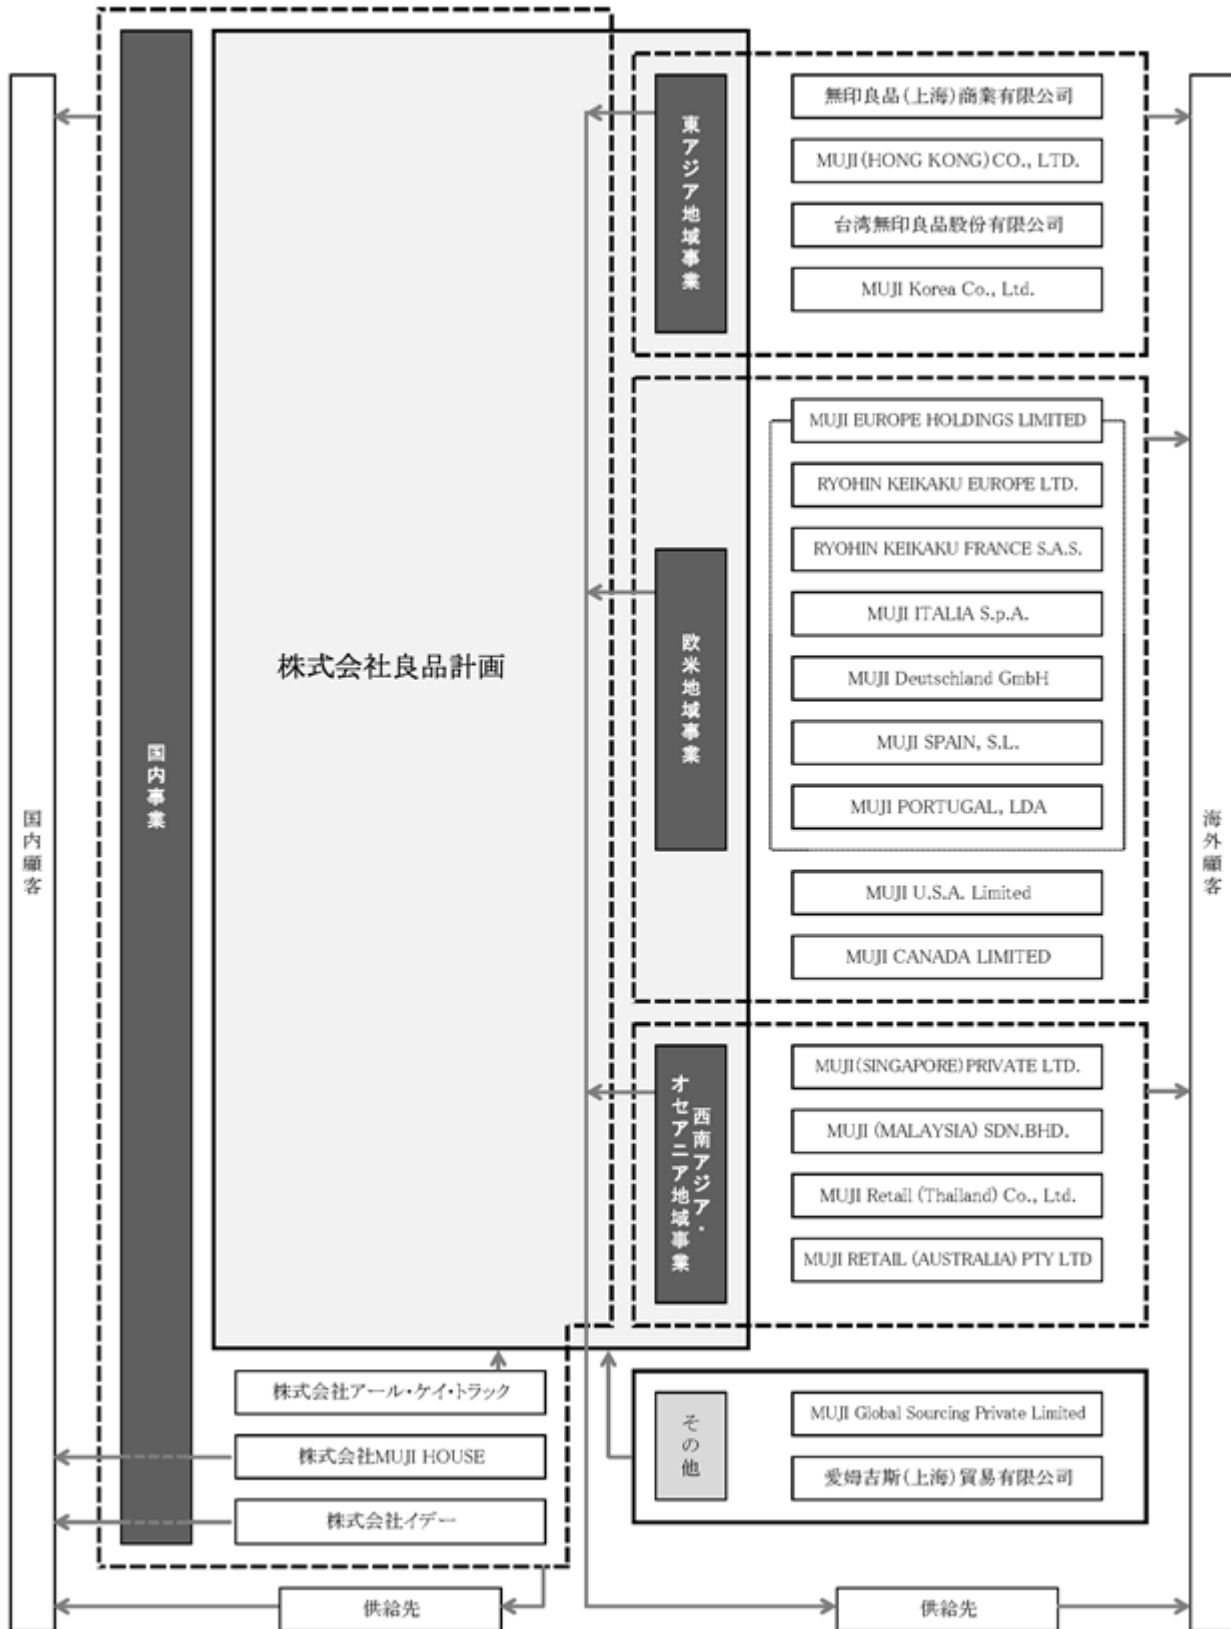 国内顧客
国内事業
株式会社良品計画
東アジア地域事業
無印良品(上海)商業有限公司
MUJI(HONG KONG)CO., LTD.
台湾無印良品股份有限公司
MUJI Korea Co., Ltd.
欧米地域事業
MUJI EUROPE HOLDINGS LIMITED
RYOHIN KEIKAKU EUROPE LTD.
RYOHIN KEIKAKU FRANCE S.A.S.
MUJI ITALIA S.p.A.
MUJI Deutschland GmbH
MUJI SPAIN, S.L.
MUJI PORTUGAL, LDA
MUJI U.S.A. Limited
MUJI CANADA LIMITED
西南アジア・
オセアニア地域事業
MUJI(SINGAPORE)PRIVATE LTD.
MUJI (MALAYSIA) SDN.BHD.
MUJI Retail (Thailand) Co., Ltd.
MUJI RETAIL (AUSTRALIA) PTY LTD
海外顧客
株式会社アール・ケイ・トラック
株式会社MUJI HOUSE
株式会社イデー
その他
MUJI Global Sourcing Private Limited
愛姆吉斯(上海)貿易有限公司
供給先
供給先